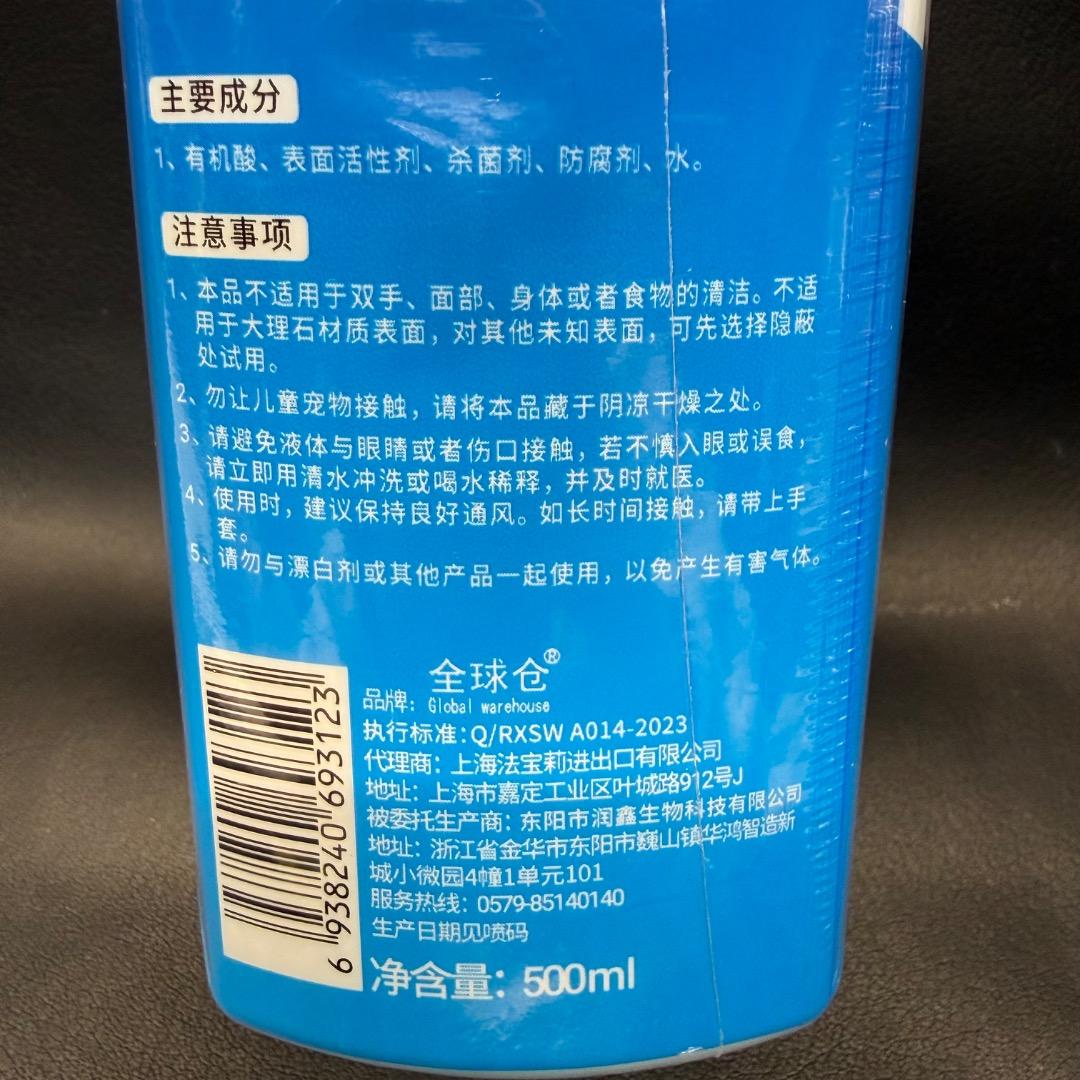 主要成分
1、有机酸、表面活性剂、杀菌剂、防腐剂、水。
注意事项
1、本品不适用于双手、面部、身体或者食物的清洁。不适
用于大理石材质表面，对其他未知表面，可先选择隐蔽
处试用。
2、勿让儿童宠物接触，请将本品藏于阴凉干燥之处。
3、请避免液体与眼睛或者伤口接触，若不慎入眼或误食，
请立即用清水冲洗或喝水稀释，并及时就医。
4、使用时，建议保持良好通风。如长时间接触，请带上手
套。
5、请勿与漂白剂或其他产品一起使用，以免产生有害气体。
全球仓®
品牌：Global warehouse
执行标准：Q/RXSW A014-2023
代理商：上海法宝莉进出口有限公司
地址：上海市嘉定工业区叶城路912号J
被委托生产商：东阳市润鑫生物科技有限公司
地址：浙江省金华市东阳市巍山镇华鸿智造新
城小微园4幢1单元101
服务热线：0579-85140140
生产日期见喷码
净含量：500ml
6 938240 693123